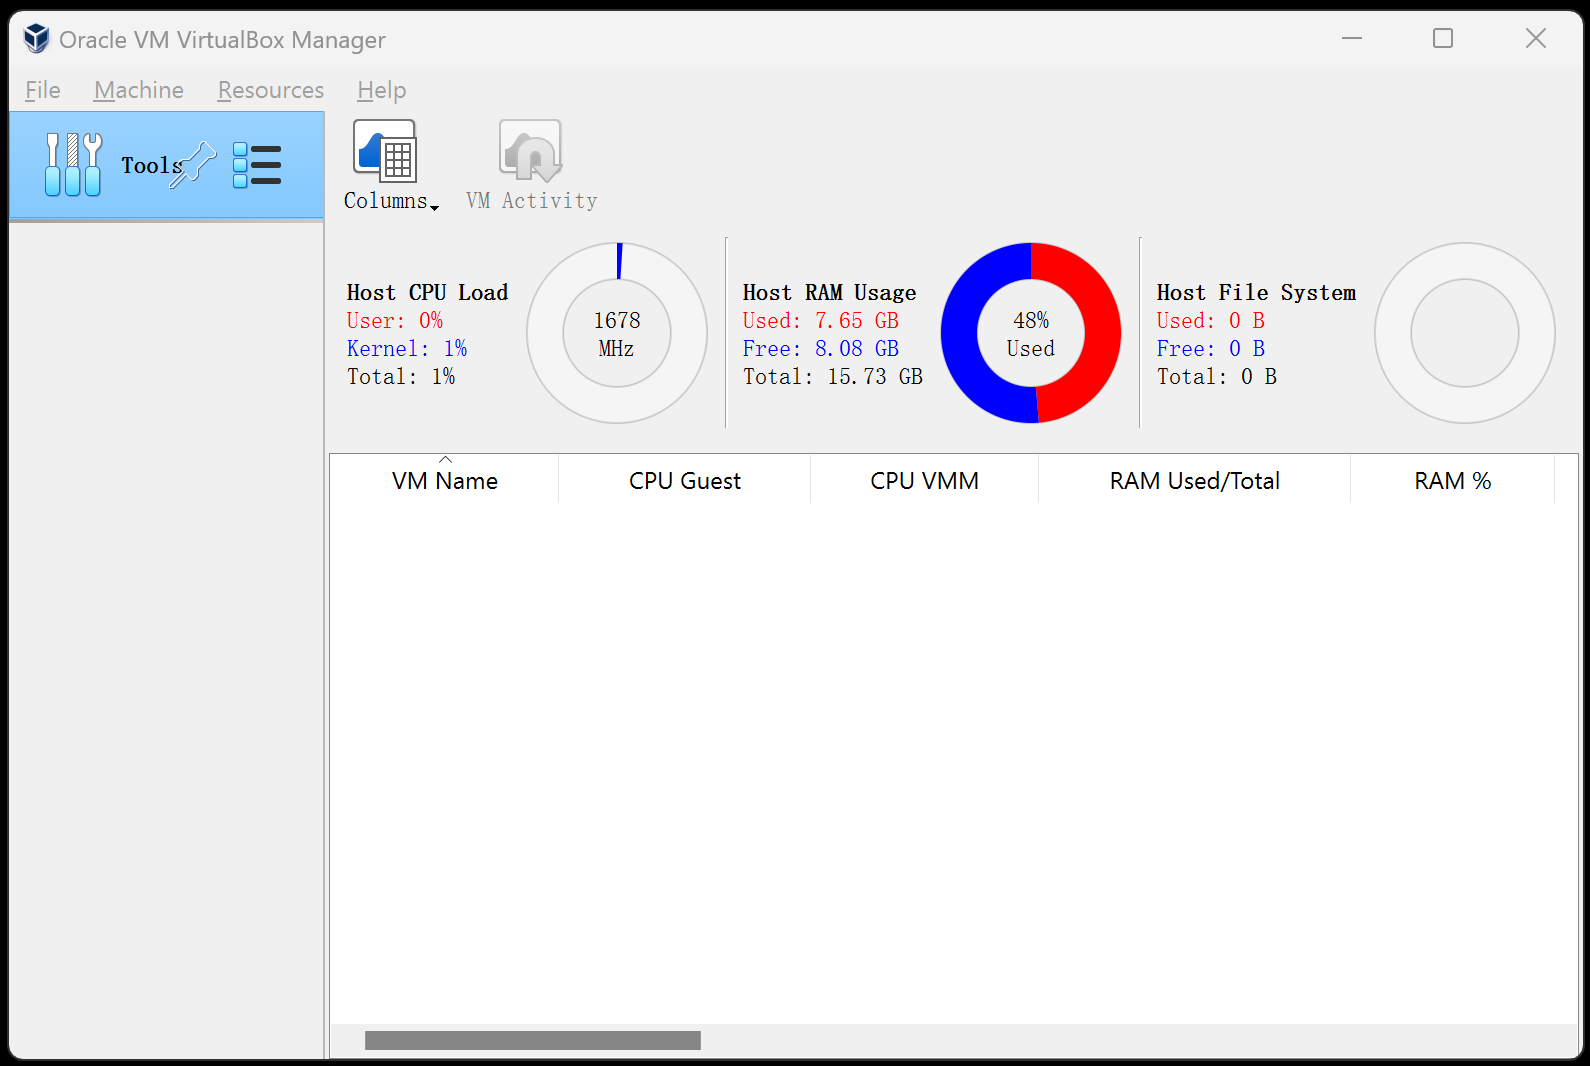 Oracle VM VirtualBox Manager
File Machine Resources Help
Tools
Columns VM Activity
Host CPU Load
User: 0%
Kernel: 1%
Total: 1%
1678
MHz
Host RAM Usage
Used: 7.65 GB
Free: 8.08 GB
Total: 15.73 GB
48%
Used
Host File System
Used: 0 B
Free: 0 B
Total: 0 B
VM Name CPU Guest CPU VMM RAM Used/Total RAM %